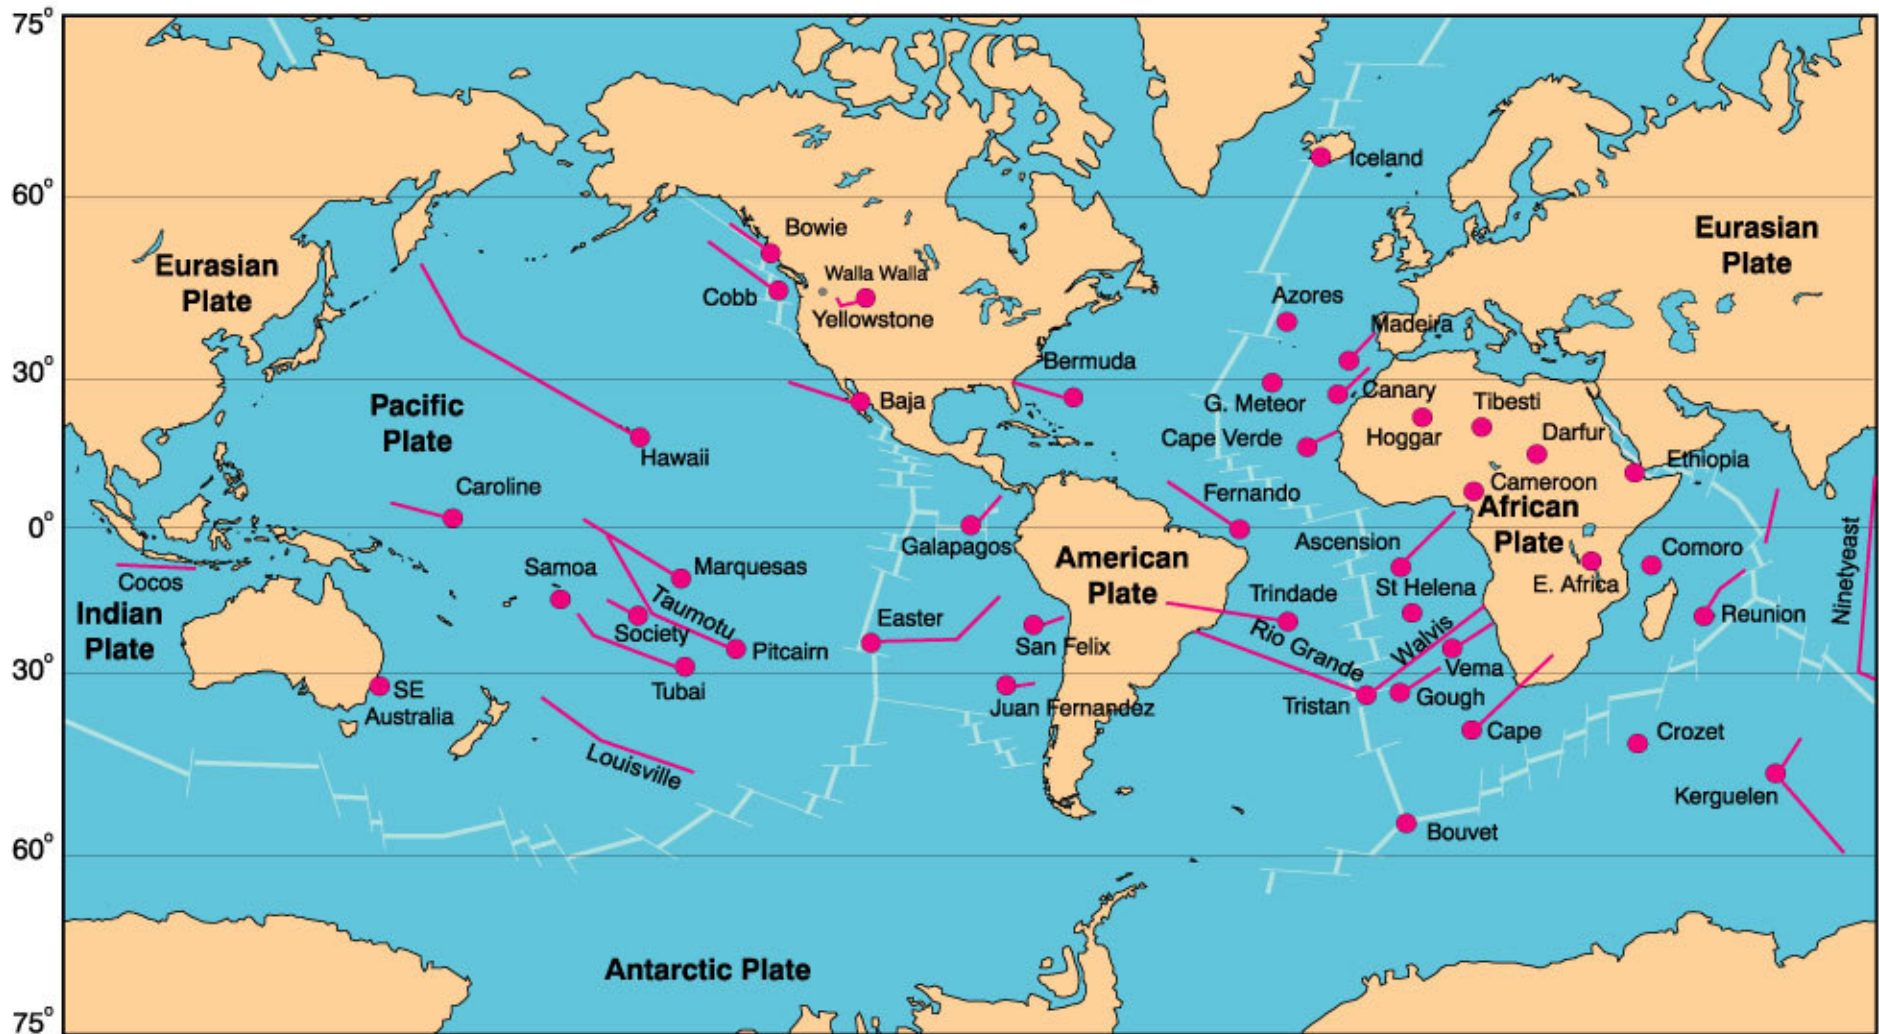 75°
60°
30°
0°
30°
60°
75°
Iceland
Bowie
Eurasian
Plate
Eurasian
Plate
Walla Walla
Cobb
Yellowstone
Azores
Madeira
Bermuda
Pacific
Plate
Baja
G. Meteor
Canary
Tibesti
Hoggar
Darfur
Cape Verde
Hawaii
Ethiopia
Caroline
Fernando
Cameroon
African
Plate
Galapagos
Ascension
Comoro
American
Plate
Cocos
Samoa
Marquesas
E. Africa
St Helena
Trindade
Indian
Plate
Taumotu
Society
Easter
Reunion
Ninetyeast
Pitcairn
San Felix
Rio Grande
Walvis
Vema
SE
Australia
Tubai
Juan Fernandez
Tristan
Gough
Cape
Crozet
Louisville
Kerguelen
Bouvet
Antarctic Plate